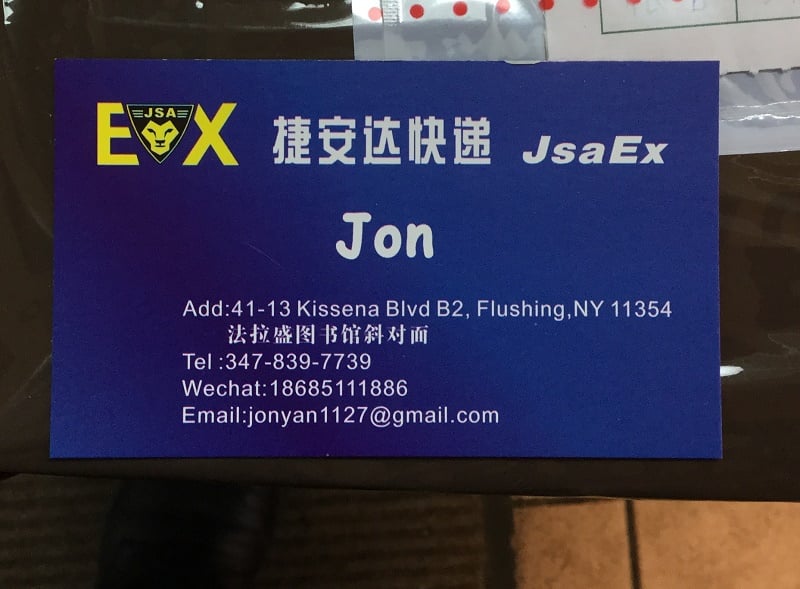 EX JSA 捷安达快递 JsaEx
Jon
Add:41-13 Kissena Blvd B2, Flushing,NY 11354
法拉盛图书馆斜对面
Tel :347-839-7739
Wechat:18685111886
Email:jonyan1127@gmail.com